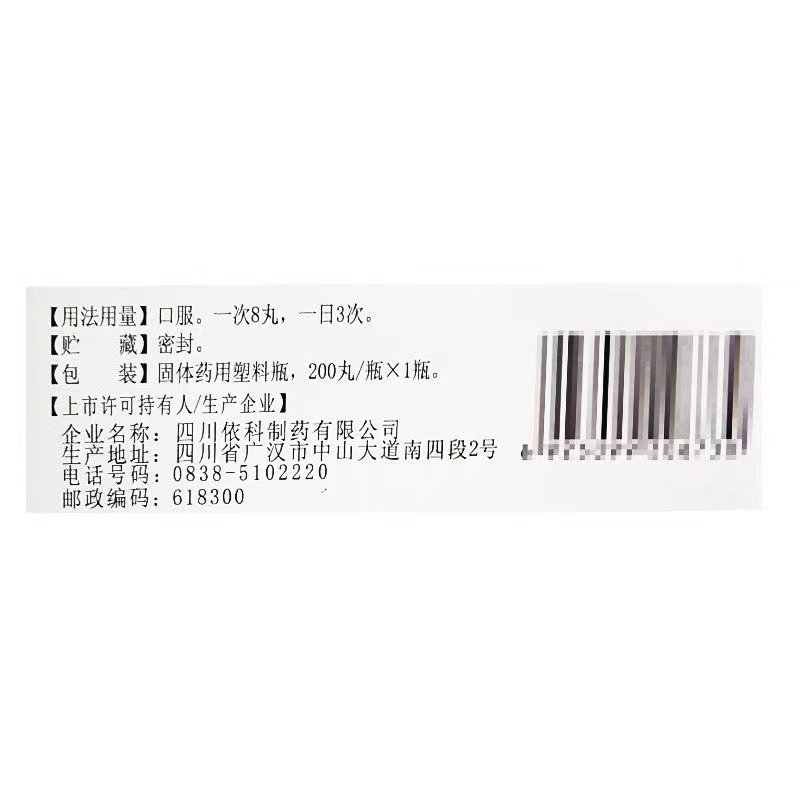 【用法用量】口服。一次8丸，一日3次。
【贮　　藏】密封。
【包　　装】固体药用塑料瓶，200丸/瓶×1瓶。
【上市许可持有人/生产企业】
企业名称：四川依科制药有限公司
生产地址：四川省广汉市中山大道南四段2号
电话号码：0838-5102220
邮政编码：618300